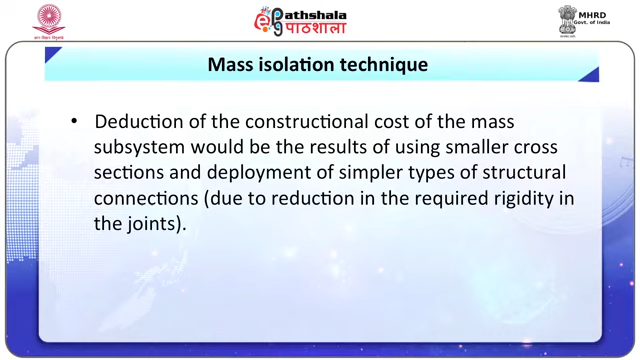 ePathshala
पाठशाला
MHRD
Govt. of India
Mass isolation technique
• Deduction of the constructional cost of the mass
subsystem would be the results of using smaller cross
sections and deployment of simpler types of structural
connections (due to reduction in the required rigidity in
the joints).